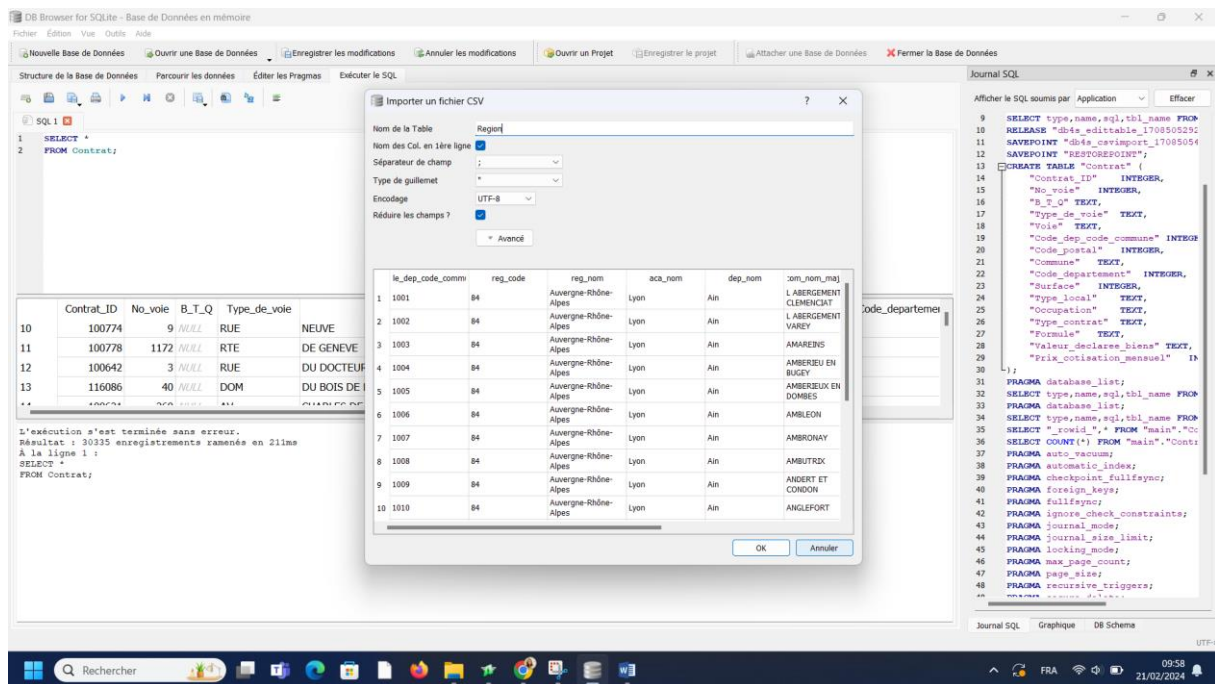 DB Browser for SQLite - Base de Données en mémoire
Fichier Édition Vue Outils Aide
Nouvelle Base de Données Ouvrir une Base de Données Enregistrer les modifications Annuler les modifications Ouvrir un Projet Enregistrer le projet Attacher une Base de Données Fermer la Base de Données
Structure de la Base de Données Parcourir les données Éditer les Pragmas Exécuter le SQL
SQL 1
1 SELECT *
2 FROM Contrat;
Contrat_ID No_voie B_T_Q Type_de_voie
10 100774 9 NULL RUE NEUVE
11 100778 1172 NULL RTE DE GENEVE
12 100642 3 NULL RUE DU DOCTEUR
13 116086 40 NULL DOM DU BOIS DE
Code_departemen
L'exécution s'est terminée sans erreur.
Résultat : 30335 enregistrements ramenés en 211ms
À la ligne 1 :
SELECT *
FROM Contrat;
Importer un fichier CSV ? X
Nom de la Table Region
Nom des Col. en 1ère ligne
Séparateur de champ ;
Type de guillemet "
Encodage UTF-8
Réduire les champs ?
Avancé
le_dep_code_commu reg_code reg_nom aca_nom dep_nom com_nom_maj
1 1001 84 Auvergne-Rhône-Alpes Lyon Ain L ABERGEMENT CLEMENCIAT
2 1002 84 Auvergne-Rhône-Alpes Lyon Ain L ABERGEMENT VAREY
3 1003 84 Auvergne-Rhône-Alpes Lyon Ain AMAREINS
4 1004 84 Auvergne-Rhône-Alpes Lyon Ain AMBERIEU EN BUGEY
5 1005 84 Auvergne-Rhône-Alpes Lyon Ain AMBERIEUX EN DOMBES
6 1006 84 Auvergne-Rhône-Alpes Lyon Ain AMBLEON
7 1007 84 Auvergne-Rhône-Alpes Lyon Ain AMBRONAY
8 1008 84 Auvergne-Rhône-Alpes Lyon Ain AMBUTRIX
9 1009 84 Auvergne-Rhône-Alpes Lyon Ain ANDERT ET CONDON
10 1010 84 Auvergne-Rhône-Alpes Lyon Ain ANGLEFORT
OK Annuler
Journal SQL
Afficher le SQL soumis par Application Effacer
9 SELECT type,name,sql,tbl_name FROM
10 RELEASE "db4s_edittable_1708505292
11 SAVEPOINT "db4s_csvimport_17085054
12 SAVEPOINT "RESTOREPOINT";
13 CREATE TABLE "Contrat" (
14 "Contrat_ID" INTEGER,
15 "No_voie" INTEGER,
16 "B_T_Q" TEXT,
17 "Type_de_voie" TEXT,
18 "Voie" TEXT,
19 "Code_dep_code_commune" INTEGE
20 "Code_postal" INTEGER,
21 "Commune" TEXT,
22 "Code_departement" INTEGER,
23 "Surface" INTEGER,
24 "Type_local" TEXT,
25 "Occupation" TEXT,
26 "Type_contrat" TEXT,
27 "Formule" TEXT,
28 "Valeur_declaree_biens" TEXT,
29 "Prix_cotisation_mensuel" IN
30 );
31 PRAGMA database_list;
32 SELECT type,name,sql,tbl_name FROM
33 PRAGMA database_list;
34 SELECT type,name,sql,tbl_name FROM
35 SELECT "_rowid_",* FROM "main"."Co
36 SELECT COUNT(*) FROM "main"."Contr
37 PRAGMA auto_vacuum;
38 PRAGMA automatic_index;
39 PRAGMA checkpoint_fullfsync;
40 PRAGMA foreign_keys;
41 PRAGMA fullfsync;
42 PRAGMA ignore_check_constraints;
43 PRAGMA journal_mode;
44 PRAGMA journal_size_limit;
45 PRAGMA locking_mode;
46 PRAGMA max_page_count;
47 PRAGMA page_size;
48 PRAGMA recursive_triggers;
Journal SQL Graphique DB Schema
UTF-
Rechercher
FRA
09:58
21/02/2024